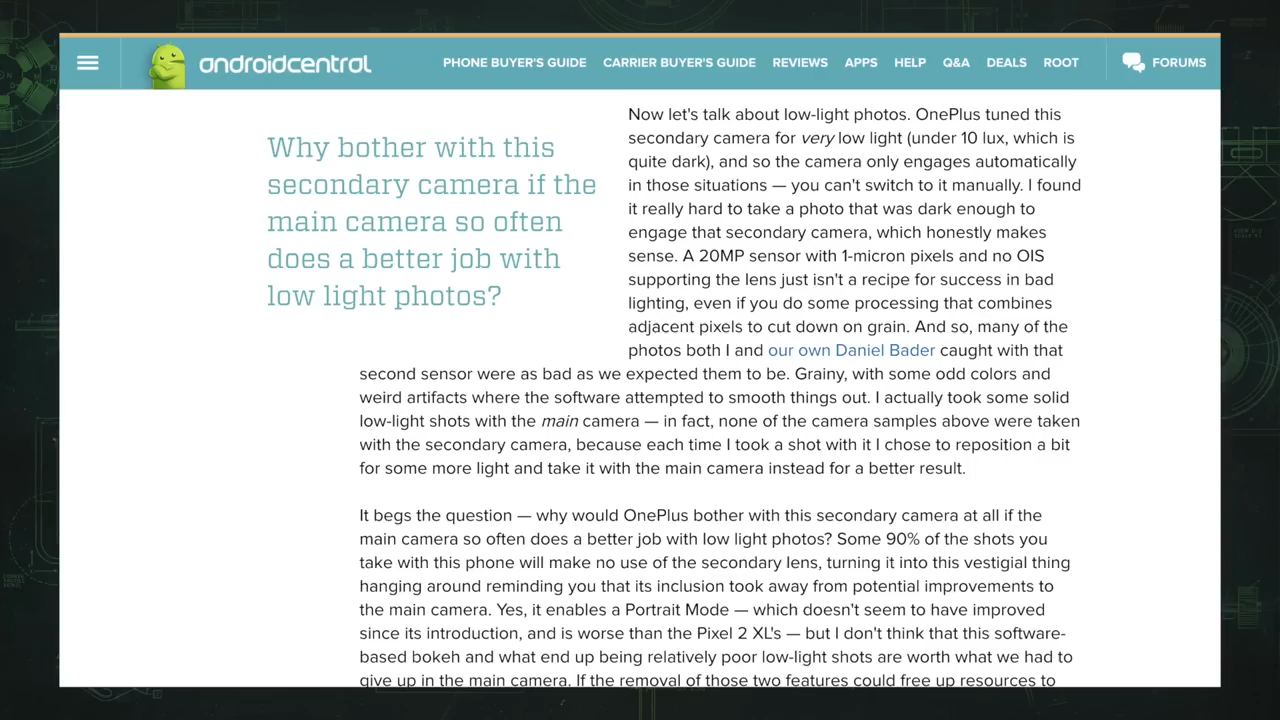 androidcentral
PHONE BUYER'S GUIDE CARRIER BUYER'S GUIDE REVIEWS APPS HELP Q&A DEALS ROOT FORUMS
Why bother with this
secondary camera if the
main camera so often
does a better job with
low light photos?
Now let's talk about low-light photos. OnePlus tuned this
secondary camera for very low light (under 10 lux, which is
quite dark), and so the camera only engages automatically
in those situations — you can't switch to it manually. I found
it really hard to take a photo that was dark enough to
engage that secondary camera, which honestly makes
sense. A 20MP sensor with 1-micron pixels and no OIS
supporting the lens just isn't a recipe for success in bad
lighting, even if you do some processing that combines
adjacent pixels to cut down on grain. And so, many of the
photos both I and our own Daniel Bader caught with that
second sensor were as bad as we expected them to be. Grainy, with some odd colors and
weird artifacts where the software attempted to smooth things out. I actually took some solid
low-light shots with the main camera — in fact, none of the camera samples above were taken
with the secondary camera, because each time I took a shot with it I chose to reposition a bit
for some more light and take it with the main camera instead for a better result.
It begs the question — why would OnePlus bother with this secondary camera at all if the
main camera so often does a better job with low light photos? Some 90% of the shots you
take with this phone will make no use of the secondary lens, turning it into this vestigial thing
hanging around reminding you that its inclusion took away from potential improvements to
the main camera. Yes, it enables a Portrait Mode — which doesn't seem to have improved
since its introduction, and is worse than the Pixel 2 XL's — but I don't think that this software-
based bokeh and what end up being relatively poor low-light shots are worth what we had to
give up in the main camera. If the removal of those two features could free up resources to